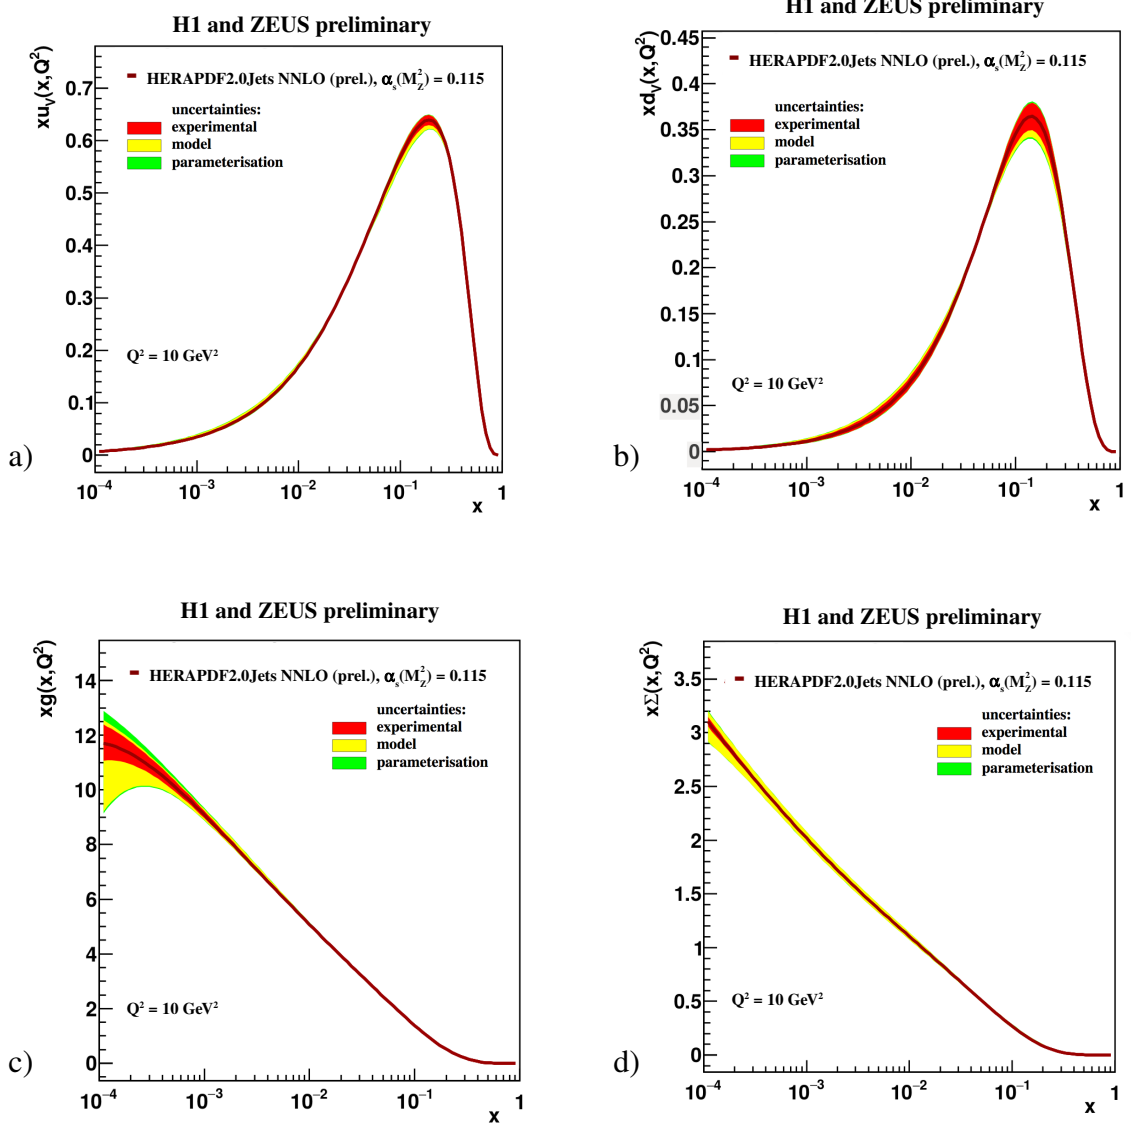 H1 and ZEUS preliminary
xu_V(x,Q²)
HERAPDF2.0Jets NNLO (prel.), α_s(M_Z²) = 0.115
uncertainties:
experimental
model
parameterisation
0.7
0.6
0.5
0.4
0.3
0.2
0.1
0
Q² = 10 GeV²
a)
10⁻⁴ 10⁻³ 10⁻² 10⁻¹ 1
x
H1 and ZEUS preliminary
xd_V(x,Q²)
HERAPDF2.0Jets NNLO (prel.), α_s(M_Z²) = 0.115
uncertainties:
experimental
model
parameterisation
0.45
0.4
0.35
0.3
0.25
0.2
0.15
0.1
0.05
0
Q² = 10 GeV²
b)
10⁻⁴ 10⁻³ 10⁻² 10⁻¹ 1
x
H1 and ZEUS preliminary
xg(x,Q²)
HERAPDF2.0Jets NNLO (prel.), α_s(M_Z²) = 0.115
uncertainties:
experimental
model
parameterisation
14
12
10
8
6
4
2
0
Q² = 10 GeV²
c)
10⁻⁴ 10⁻³ 10⁻² 10⁻¹ 1
x
H1 and ZEUS preliminary
xΣ(x,Q²)
HERAPDF2.0Jets NNLO (prel.), α_s(M_Z²) = 0.115
uncertainties:
experimental
model
parameterisation
3.5
3
2.5
2
1.5
1
0.5
0
Q² = 10 GeV²
d)
10⁻⁴ 10⁻³ 10⁻² 10⁻¹ 1
x